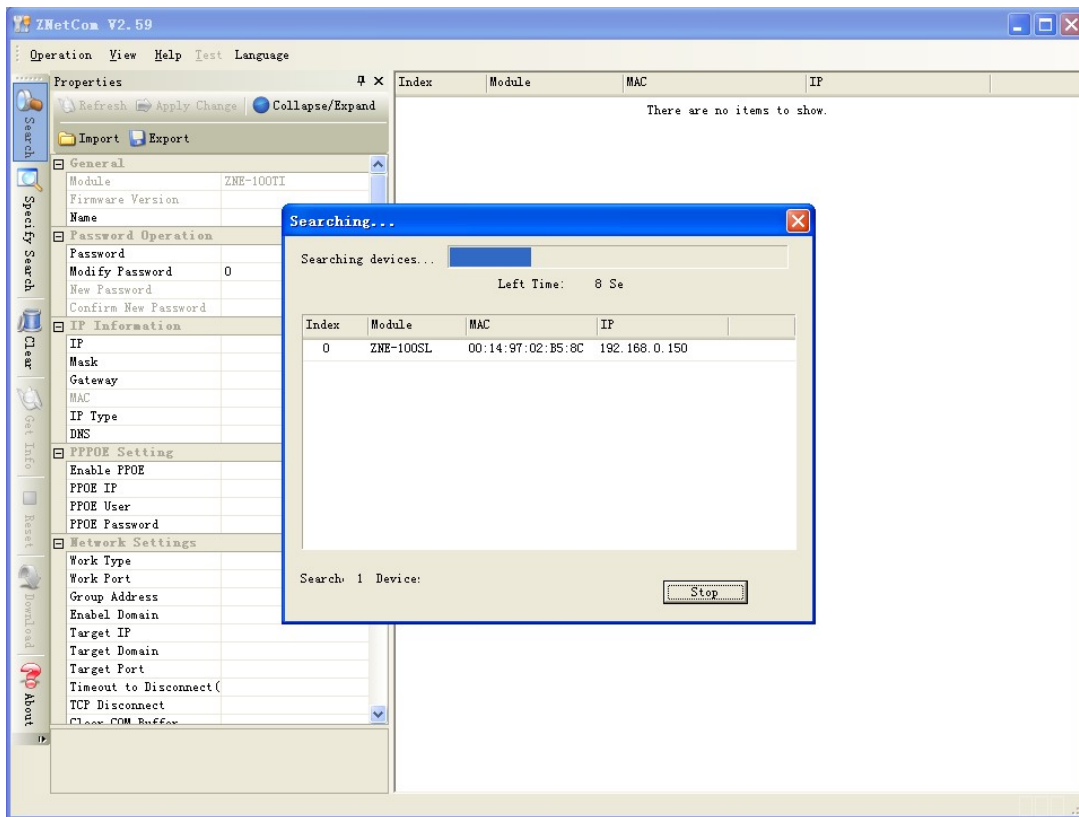 ZNetCom V2.59
Operation View Help Test Language
Properties
Refresh Apply Change Collapse/Expand
Import Export
Search
Specify Search
Clear
Get Info
Reset
Download
About
General
Module ZNE-100TI
Firmware Version
Name
Password Operation
Password
Modify Password 0
New Password
Confirm New Password
IP Information
IP
Mask
Gateway
MAC
IP Type
DNS
PPPOE Setting
Enable PPOE
PPOE IP
PPOE User
PPOE Password
Network Settings
Work Type
Work Port
Group Address
Enabel Domain
Target IP
Target Domain
Target Port
Timeout to Disconnect(
TCP Disconnect
Clear COM Buffer
Index Module MAC IP
There are no items to show.
Searching...
Searching devices...
Left Time: 8 Se
Index Module MAC IP
0 ZNE-100SL 00:14:97:02:B5:8C 192.168.0.150
Search: 1 Device:
Stop